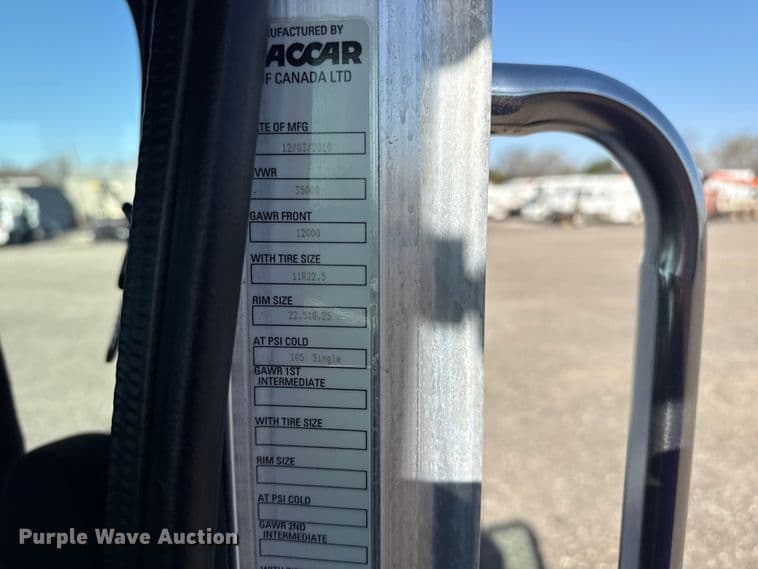 UFACTURED BY
ACCAR
F CANADA LTD
TE OF MFG
12/03/2010
VWR
35000
GAWR FRONT
12000
WITH TIRE SIZE
11R22.5
RIM SIZE
22.5x8.25
AT PSI COLD
105 Single
GAWR 1ST
INTERMEDIATE
WITH TIRE SIZE
RIM SIZE
AT PSI COLD
GAWR 2ND
INTERMEDIATE
Purple Wave Auction